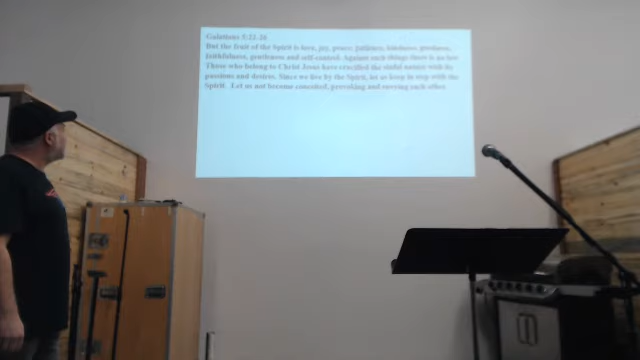 Galatians 5:22-26
But the fruit of the Spirit is love, joy, peace, patience, kindness, goodness,
faithfulness, gentleness and self-control. Against such things there is no law.
Those who belong to Christ Jesus have crucified the sinful nature with its
passions and desires. Since we live by the Spirit, let us keep in step with the
Spirit. Let us not become conceited, provoking and envying each other.